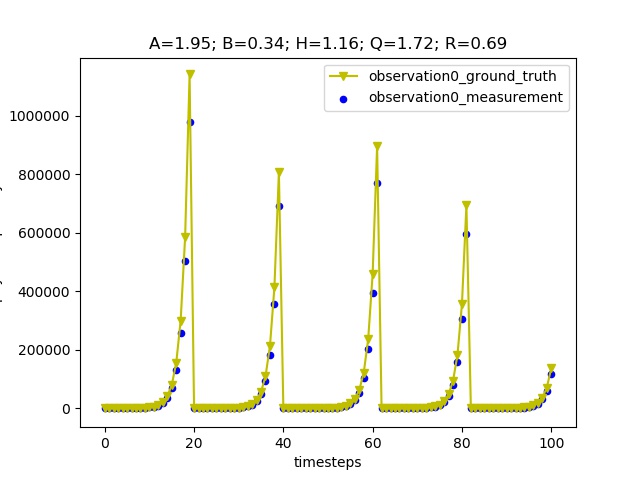 A=1.95; B=0.34; H=1.16; Q=1.72; R=0.69
observation0_ground_truth
observation0_measurement
1000000
800000
600000
400000
200000
0
0 20 40 60 80 100
timesteps